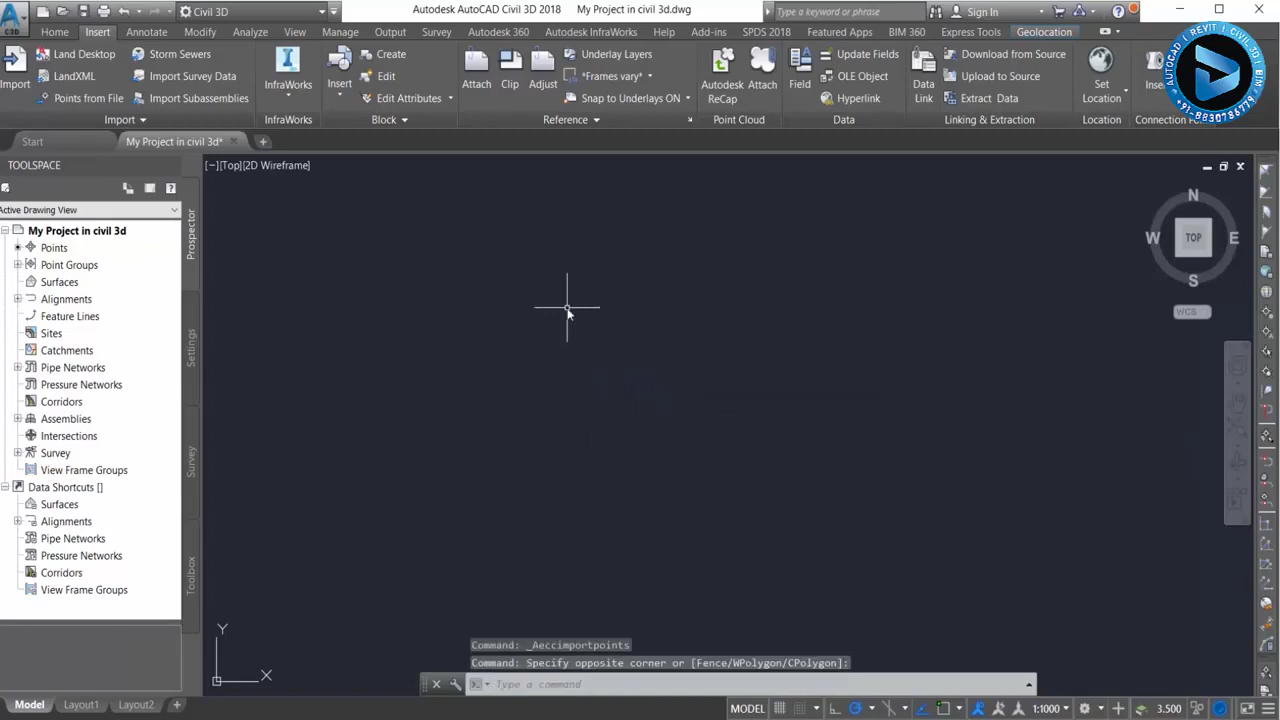 C3D
Civil 3D
Autodesk AutoCAD Civil 3D 2018 My Project in civil 3d.dwg
Type a keyword or phrase
Sign In
Home Insert Annotate Modify Analyze View Manage Output Survey Autodesk 360 Autodesk InfraWorks Help Add-ins SPDS 2018 Featured Apps BIM 360 Express Tools Geolocation
Import
Land Desktop
LandXML
Points from File
Storm Sewers
Import Survey Data
Import Subassemblies
Import
InfraWorks
InfraWorks
Insert
Create
Edit
Edit Attributes
Block
Attach
Clip
Adjust
Underlay Layers
*Frames vary*
Snap to Underlays ON
Reference
Autodesk ReCap
Attach
Point Cloud
Field
Update Fields
OLE Object
Hyperlink
Data
Data Link
Download from Source
Upload to Source
Extract Data
Linking & Extraction
Set Location
Location
AUTOCAD | REVIT | CIVIL 3D | BIM
+91-8830786779
Start
My Project in civil 3d*
[−][Top][2D Wireframe]
TOOLSPACE
Active Drawing View
My Project in civil 3d
Points
Point Groups
Surfaces
Alignments
Feature Lines
Sites
Catchments
Pipe Networks
Pressure Networks
Corridors
Assemblies
Intersections
Survey
View Frame Groups
Data Shortcuts []
Surfaces
Alignments
Pipe Networks
Pressure Networks
Corridors
View Frame Groups
Prospector
Settings
Survey
Toolbox
N
W TOP E
S
WCS
Y
X
Command: _Aeccimportpoints
Command: Specify opposite corner or [Fence/WPolygon/CPolygon]:
Type a command
Model Layout1 Layout2 +
MODEL
1:1000
3.500